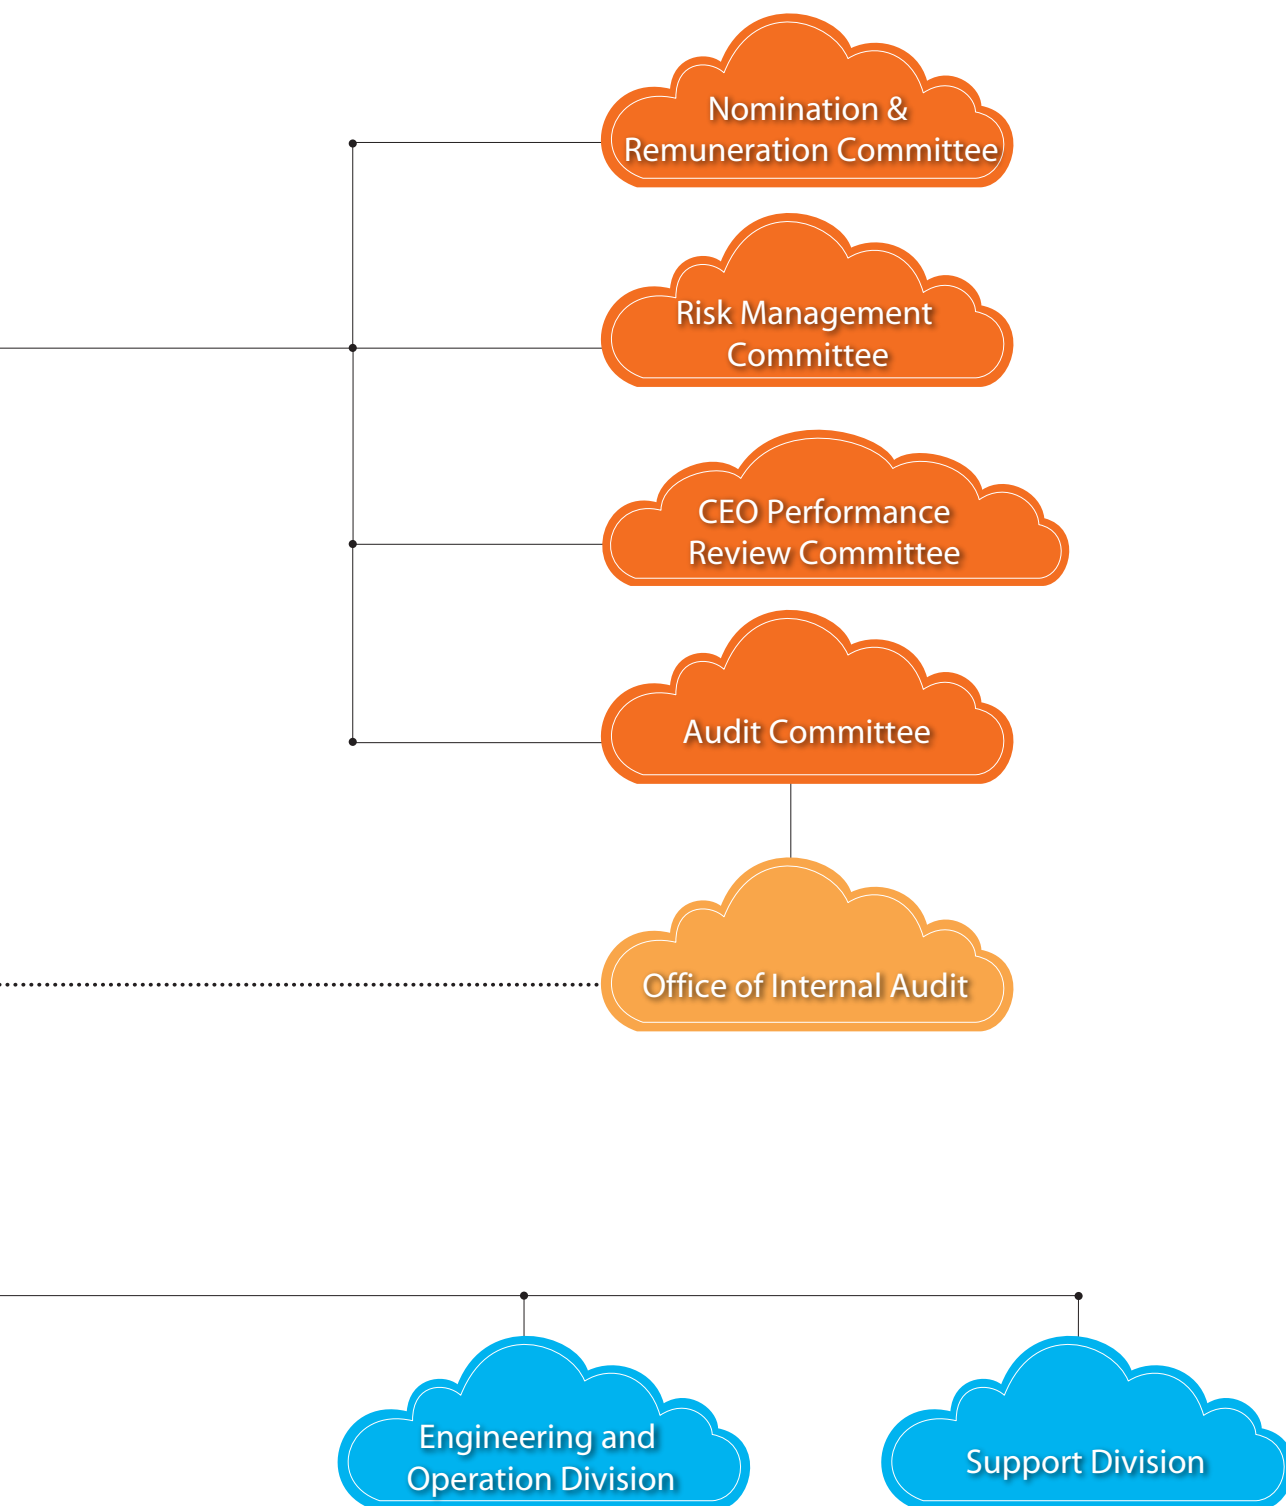 Nomination &
Remuneration Committee
Risk Management
Committee
CEO Performance
Review Committee
Audit Committee
Office of Internal Audit
Engineering and
Operation Division
Support Division